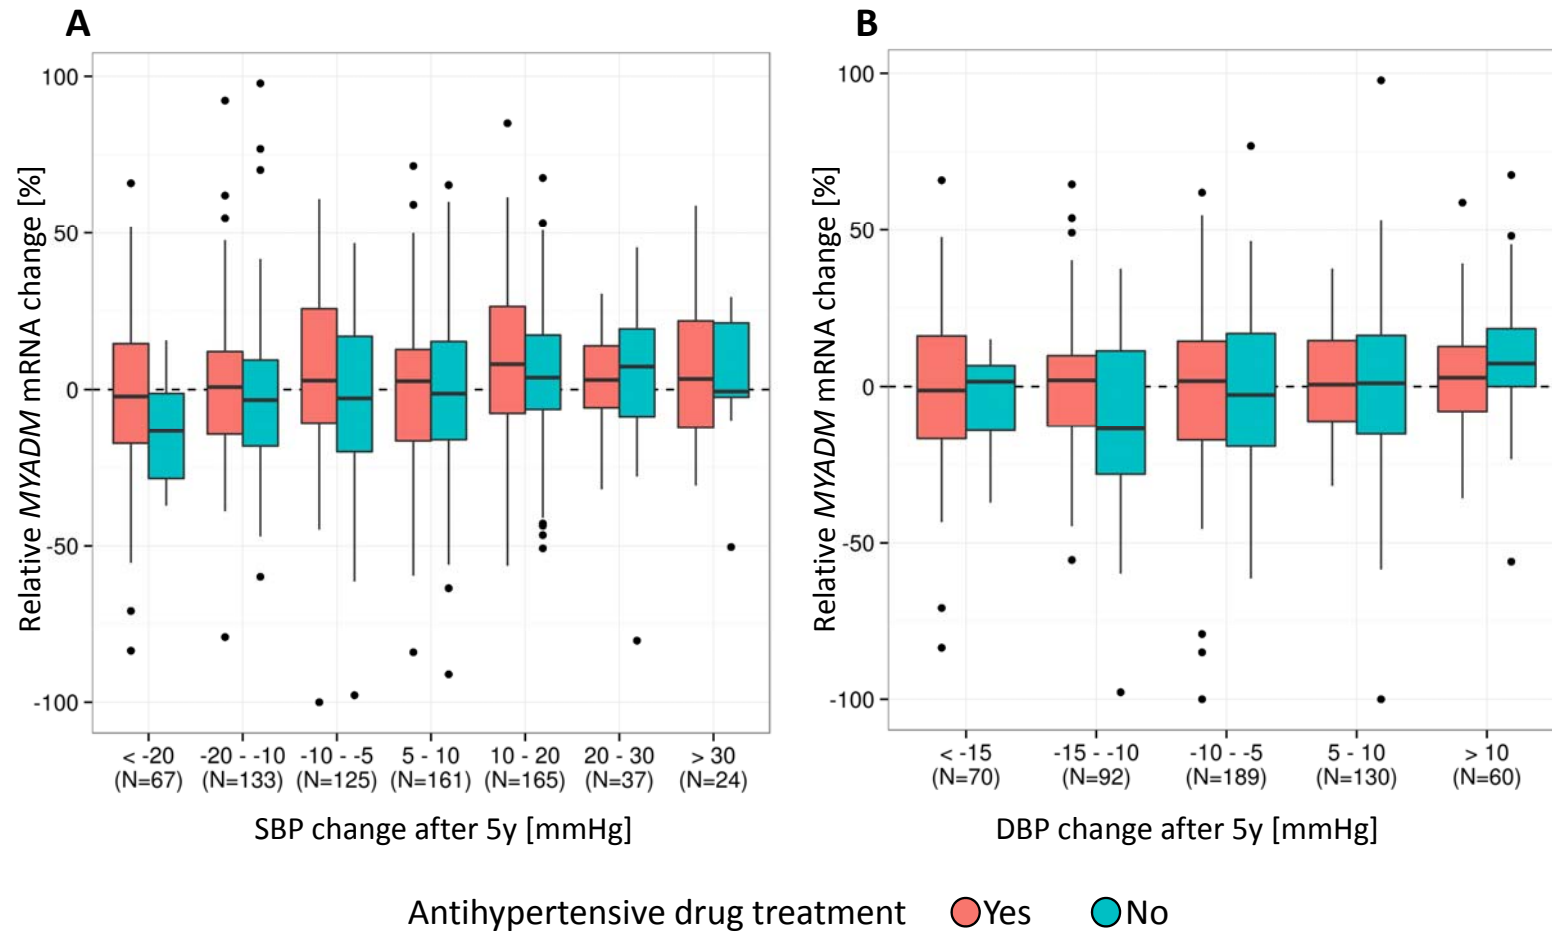 A
B
Relative MYADM mRNA change [%]
100
50
0
-50
-100
< -20
(N=67)
-20 - -10
(N=133)
-10 - -5
(N=125)
5 - 10
(N=161)
10 - 20
(N=165)
20 - 30
(N=37)
> 30
(N=24)
SBP change after 5y [mmHg]
Relative MYADM mRNA change [%]
100
50
0
-50
-100
< -15
(N=70)
-15 - -10
(N=92)
-10 - -5
(N=189)
5 - 10
(N=130)
> 10
(N=60)
DBP change after 5y [mmHg]
Antihypertensive drug treatment Yes No